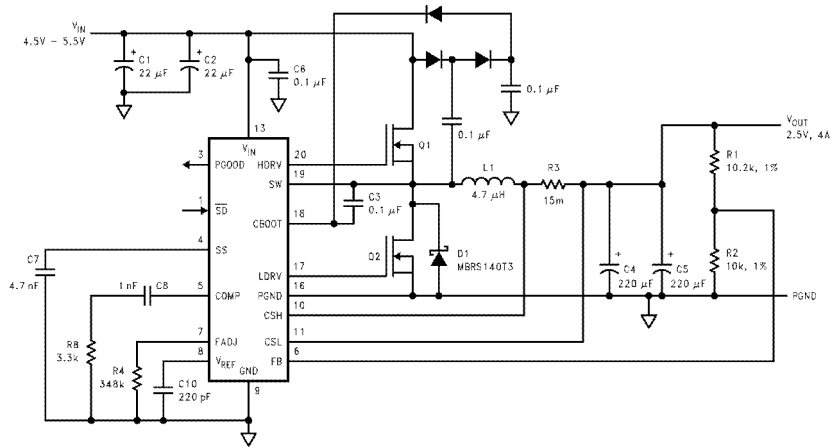 V_IN
4.5V – 5.5V
C1
22 µF
C2
22 µF
C6
0.1 µF
0.1 µF
0.1 µF
13
V_IN
3
PGOOD
HDRV
20
Q1
SW
19
1
SD
C3
0.1 µF
CBOOT
18
L1
4.7 µH
R3
15m
V_OUT
2.5V, 4A
R1
10.2k, 1%
4
SS
Q2
D1
MBRS140T3
LDRV
17
C7
4.7 nF
1 nF
C8
5
COMP
PGND
16
CSH
10
C4
220 µF
C5
220 µF
R2
10k, 1%
PGND
7
FADJ
CSL
11
R8
3.3k
R4
348k
8
V_REF
FB
6
GND
9
C10
220 pF